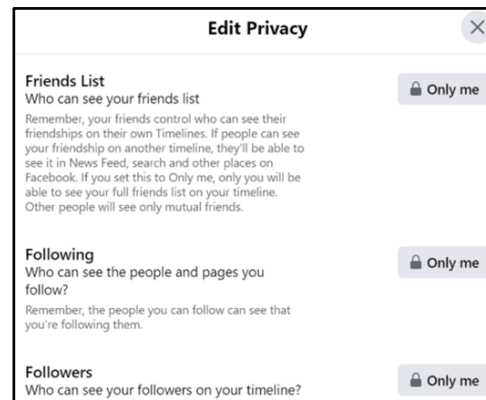 Edit Privacy
Friends List
Only me
Who can see your friends list
Remember, your friends control who can see their
friendships on their own Timelines. If people can see
your friendship on another timeline, they'll be able to
see it in News Feed, search and other places on
Facebook. If you set this to Only me, only you will be
able to see your full friends list on your timeline.
Other people will see only mutual friends.
Following
Only me
Who can see the people and pages you
follow?
Remember, the people you can follow can see that
you're following them.
Followers
Only me
Who can see your followers on your timeline?